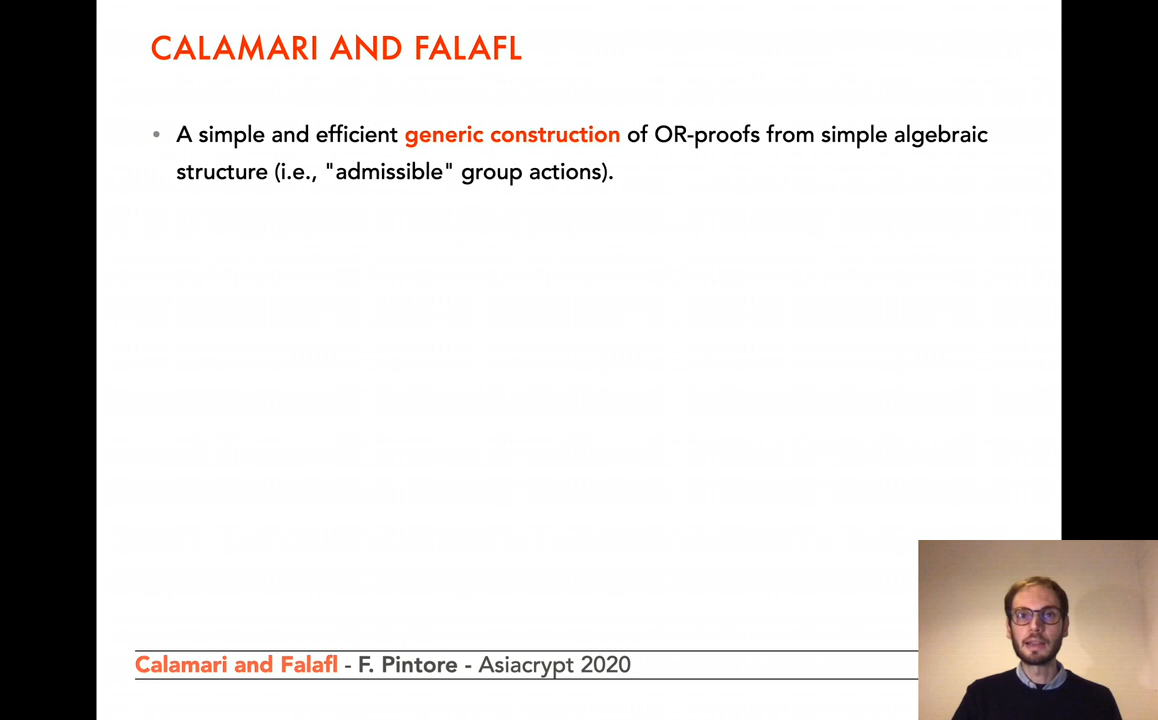 CALAMARI AND FALAFL
• A simple and efficient generic construction of OR-proofs from simple algebraic
structure (i.e., "admissible" group actions).
Calamari and Falafl - F. Pintore - Asiacrypt 2020